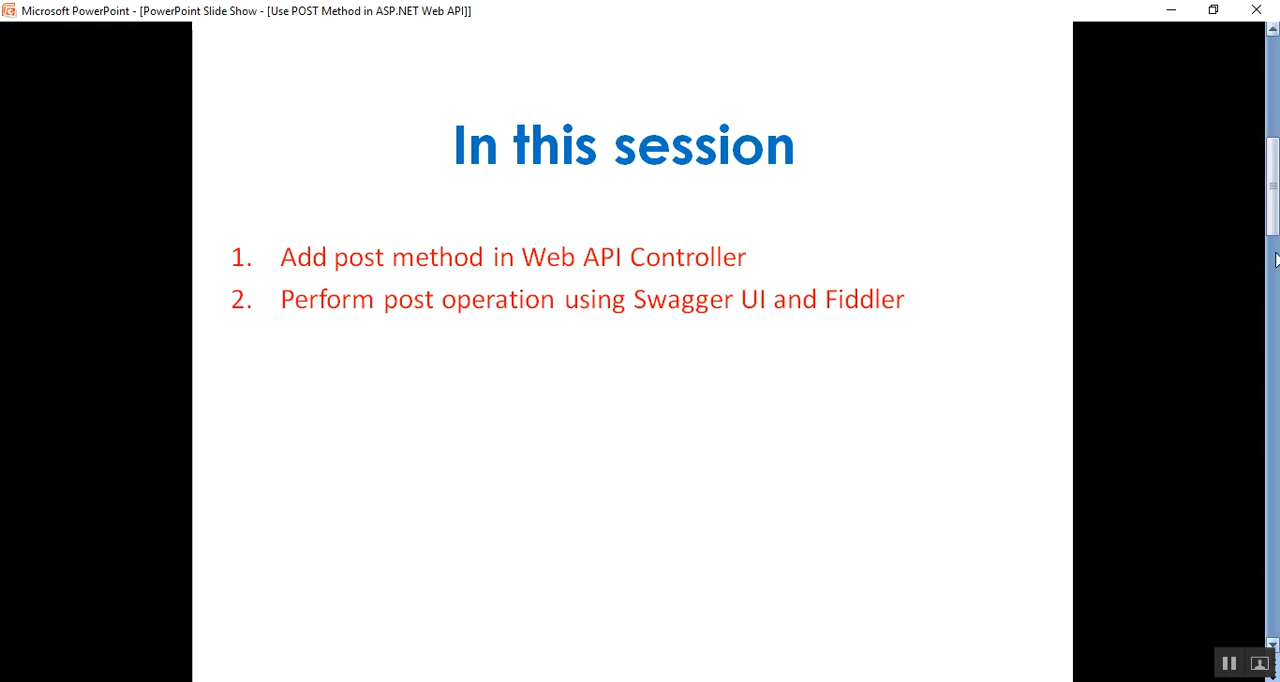 Microsoft PowerPoint - [PowerPoint Slide Show - [Use POST Method in ASP.NET Web API]]
In this session
1. Add post method in Web API Controller
2. Perform post operation using Swagger UI and Fiddler